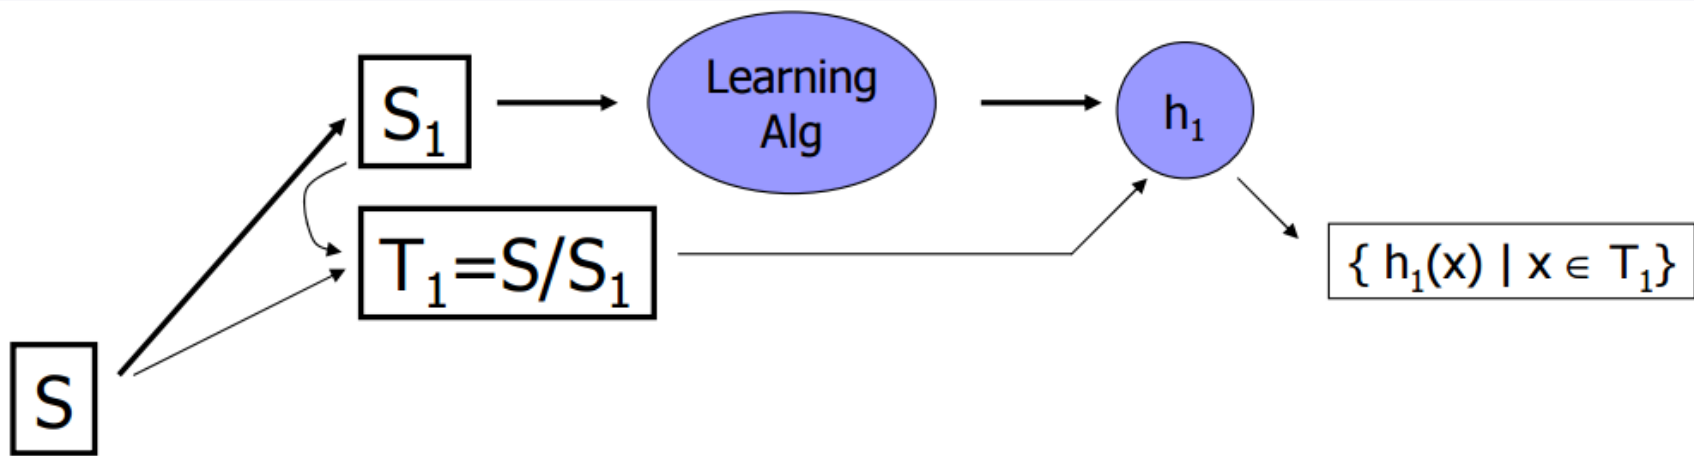 S₁
Learning
Alg
h₁
T₁=S/S₁
{ h₁(x) | x ∈ T₁}
S